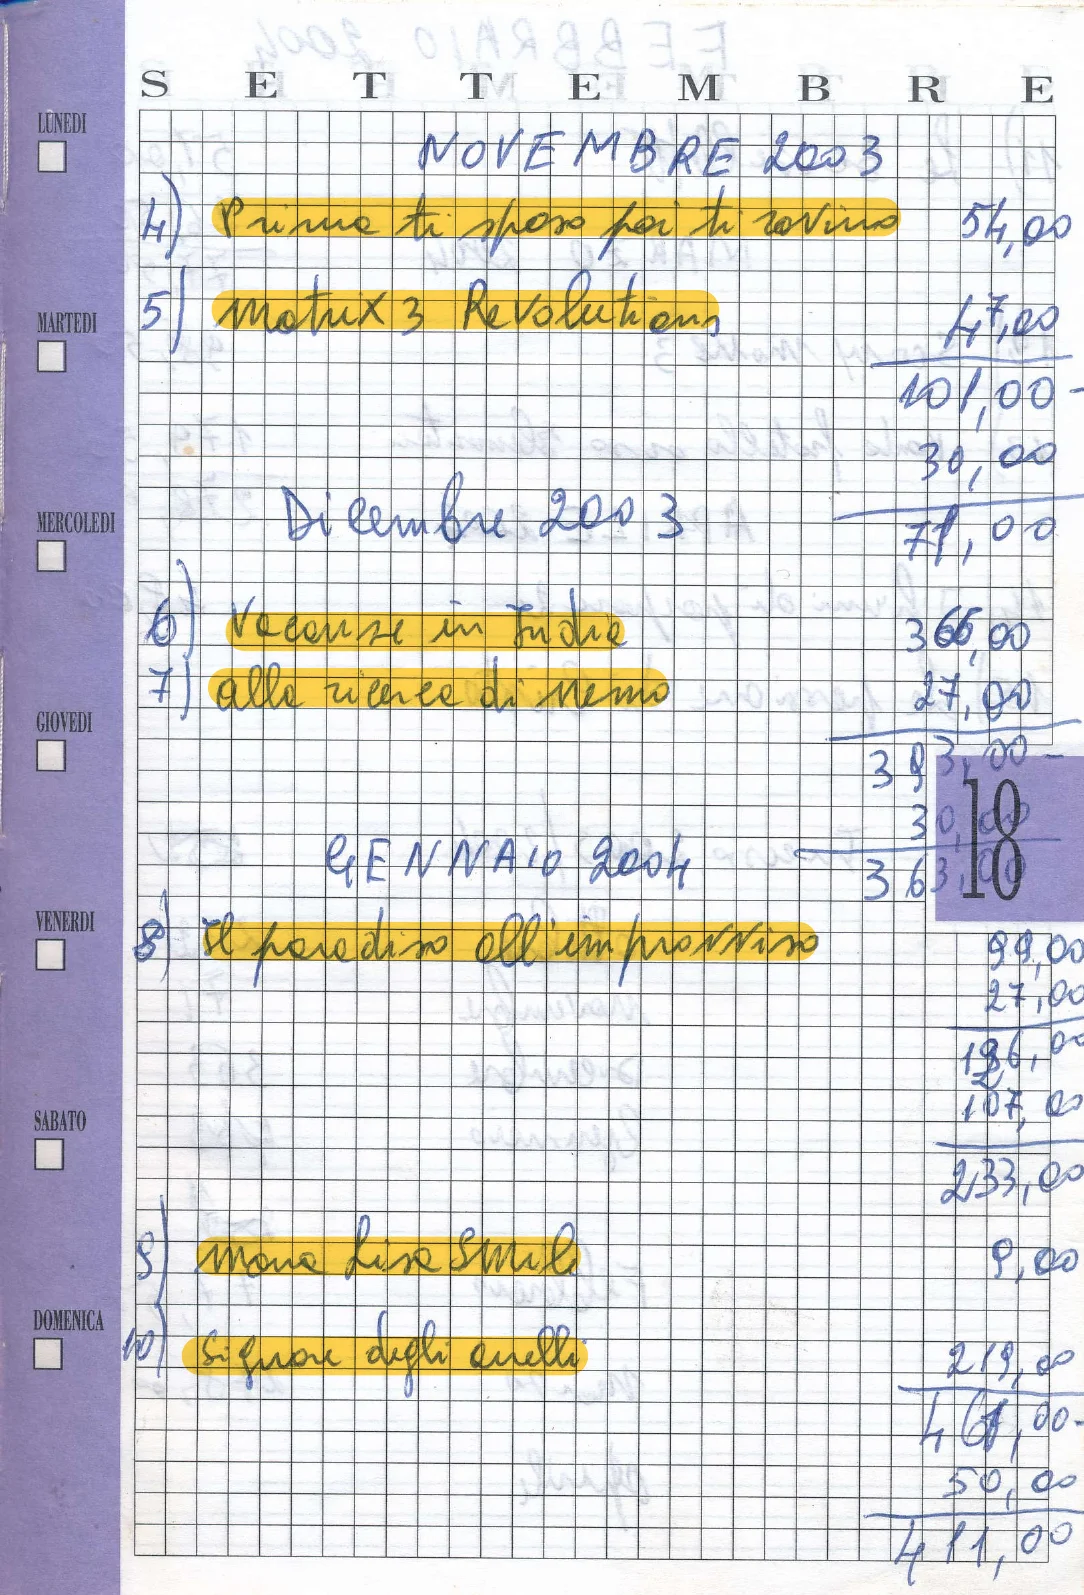 S E T T E M B R E
LUNEDI
NOVEMBRE 2003
4) Prima ti sposo poi ti rovino 54,00
5) Matrix 3 Revolutions 47,00
MARTEDI
101,00-
30,00
MERCOLEDI
Dicembre 2003 71,00
6) Vacanze in India 366,00
7) alla ricerca di nemo 27,00
GIOVEDI
393,00-
18
30,00
GENNAIO 2004 363,00
VENERDI
8) Il paradiso all'improvviso 99,00
27,00
126,00
107,00
SABATO
233,00
9) mona Lisa Smile 9,00
DOMENICA
10) signore degli anelli 219,00
461,00-
50,00
411,00